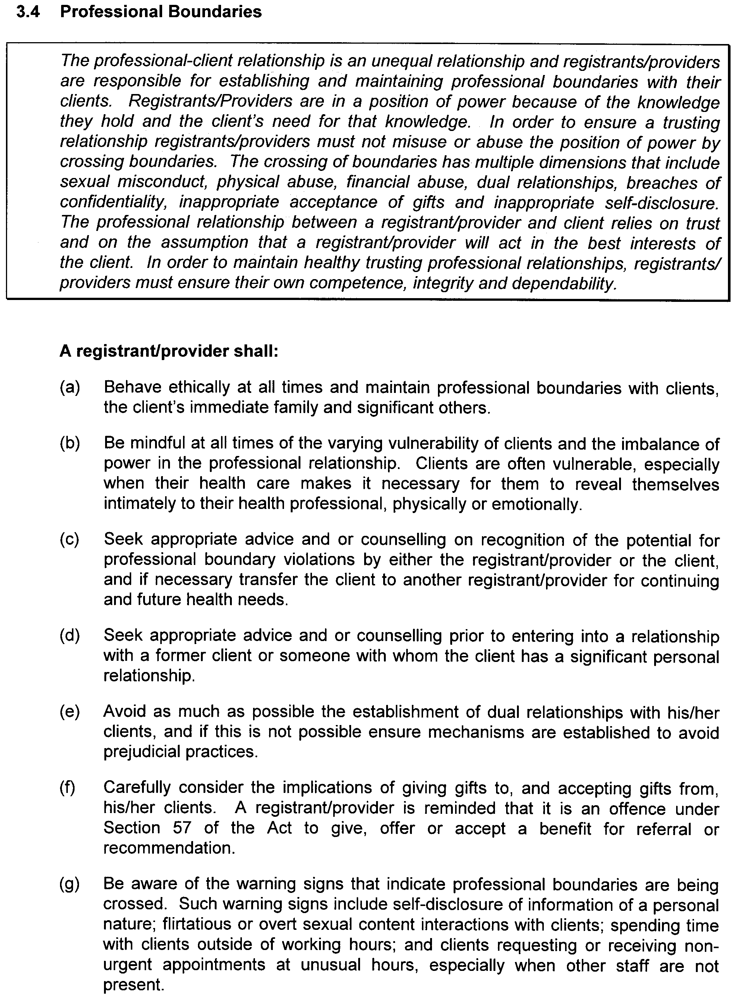 3.4 Professional Boundaries
The professional-client relationship is an unequal relationship and registrants/providers
are responsible for establishing and maintaining professional boundaries with their
clients. Registrants/Providers are in a position of power because of the knowledge
they hold and the client's need for that knowledge. In order to ensure a trusting
relationship registrants/providers must not misuse or abuse the position of power by
crossing boundaries. The crossing of boundaries has multiple dimensions that include
sexual misconduct, physical abuse, financial abuse, dual relationships, breaches of
confidentiality, inappropriate acceptance of gifts and inappropriate self-disclosure.
The professional relationship between a registrant/provider and client relies on trust
and on the assumption that a registrant/provider will act in the best interests of
the client. In order to maintain healthy trusting professional relationships, registrants/
providers must ensure their own competence, integrity and dependability.
A registrant/provider shall:
(a) Behave ethically at all times and maintain professional boundaries with clients,
the client's immediate family and significant others.
(b) Be mindful at all times of the varying vulnerability of clients and the imbalance of
power in the professional relationship. Clients are often vulnerable, especially
when their health care makes it necessary for them to reveal themselves
intimately to their health professional, physically or emotionally.
(c) Seek appropriate advice and or counselling on recognition of the potential for
professional boundary violations by either the registrant/provider or the client,
and if necessary transfer the client to another registrant/provider for continuing
and future health needs.
(d) Seek appropriate advice and or counselling prior to entering into a relationship
with a former client or someone with whom the client has a significant personal
relationship.
(e) Avoid as much as possible the establishment of dual relationships with his/her
clients, and if this is not possible ensure mechanisms are established to avoid
prejudicial practices.
(f) Carefully consider the implications of giving gifts to, and accepting gifts from,
his/her clients. A registrant/provider is reminded that it is an offence under
Section 57 of the Act to give, offer or accept a benefit for referral or
recommendation.
(g) Be aware of the warning signs that indicate professional boundaries are being
crossed. Such warning signs include self-disclosure of information of a personal
nature; flirtatious or overt sexual content interactions with clients; spending time
with clients outside of working hours; and clients requesting or receiving non-
urgent appointments at unusual hours, especially when other staff are not
present.